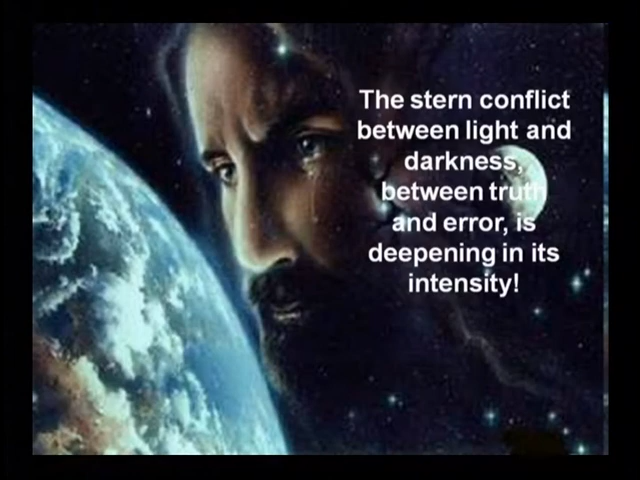 The stern conflict
between light and
darkness,
between truth
and error, is
deepening in its
intensity!